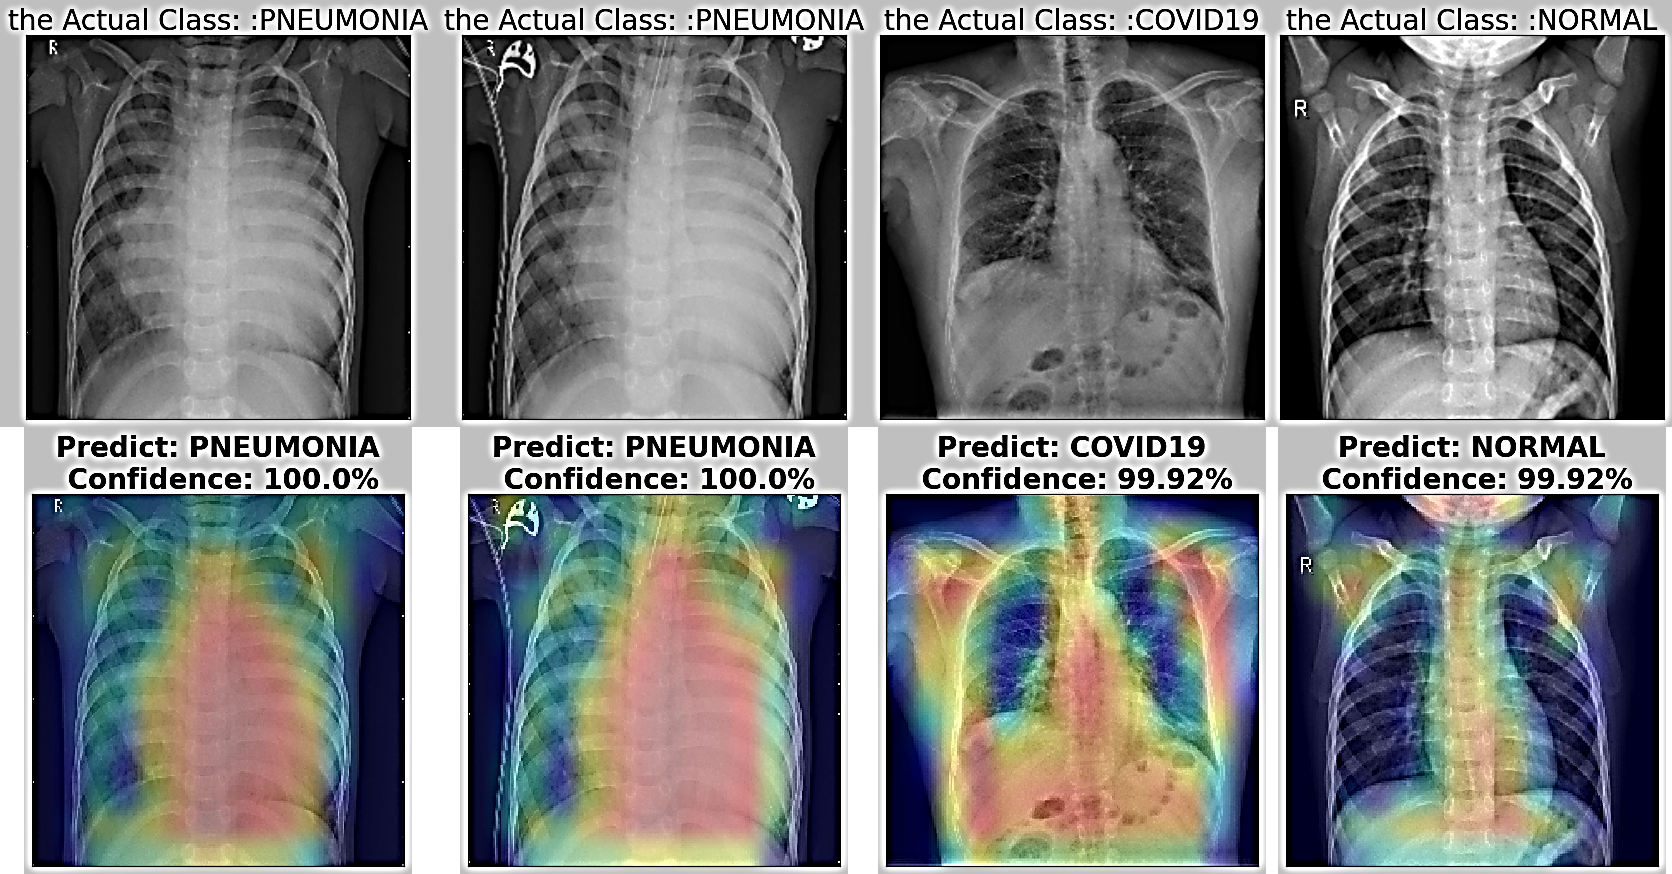 the Actual Class: :PNEUMONIA
the Actual Class: :PNEUMONIA
the Actual Class: :COVID19
the Actual Class: :NORMAL
R
R
R
Predict: PNEUMONIA
Confidence: 100.0%
Predict: PNEUMONIA
Confidence: 100.0%
Predict: COVID19
Confidence: 99.92%
Predict: NORMAL
Confidence: 99.92%
R
R
R